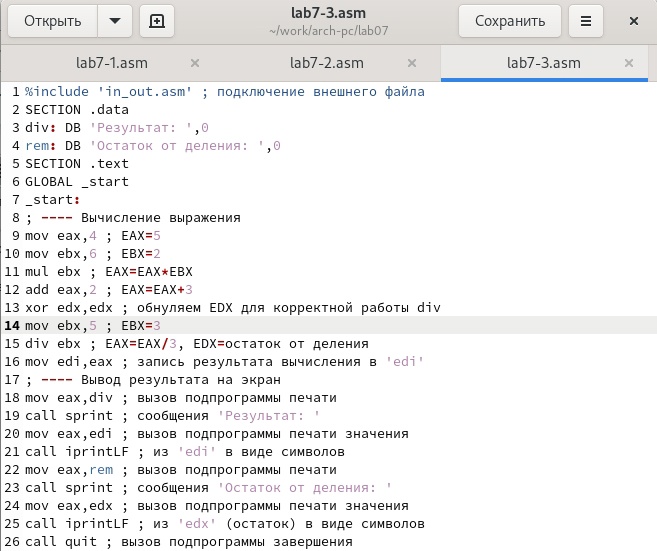 Открыть
lab7-3.asm
~/work/arch-pc/lab07
Сохранить
lab7-1.asm
lab7-2.asm
lab7-3.asm
1 %include 'in_out.asm' ; подключение внешнего файла
2 SECTION .data
3 div: DB 'Результат: ',0
4 rem: DB 'Остаток от деления: ',0
5 SECTION .text
6 GLOBAL _start
7 _start:
8 ; ---- Вычисление выражения
9 mov eax,4 ; EAX=5
10 mov ebx,6 ; EBX=2
11 mul ebx ; EAX=EAX*EBX
12 add eax,2 ; EAX=EAX+3
13 xor edx,edx ; обнуляем EDX для корректной работы div
14 mov ebx,5 ; EBX=3
15 div ebx ; EAX=EAX/3, EDX=остаток от деления
16 mov edi,eax ; запись результата вычисления в 'edi'
17 ; ---- Вывод результата на экран
18 mov eax,div ; вызов подпрограммы печати
19 call sprint ; сообщения 'Результат: '
20 mov eax,edi ; вызов подпрограммы печати значения
21 call iprintLF ; из 'edi' в виде символов
22 mov eax,rem ; вызов подпрограммы печати
23 call sprint ; сообщения 'Остаток от деления: '
24 mov eax,edx ; вызов подпрограммы печати значения
25 call iprintLF ; из 'edx' (остаток) в виде символов
26 call quit ; вызов подпрограммы завершения